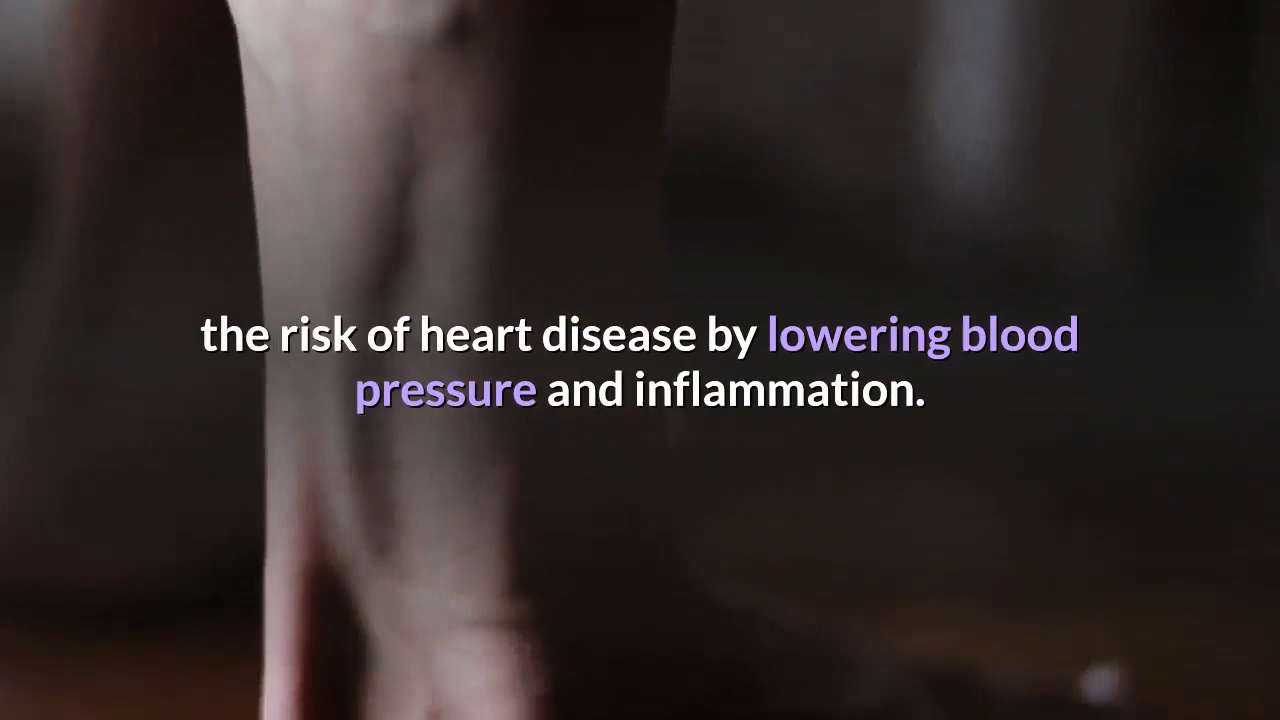 the risk of heart disease by lowering blood
pressure and inflammation.